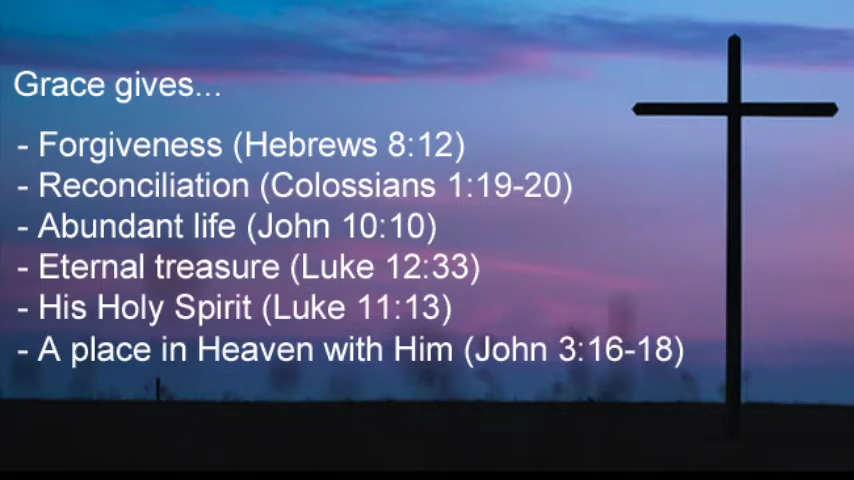 Grace gives...
- Forgiveness (Hebrews 8:12)
- Reconciliation (Colossians 1:19-20)
- Abundant life (John 10:10)
- Eternal treasure (Luke 12:33)
- His Holy Spirit (Luke 11:13)
- A place in Heaven with Him (John 3:16-18)